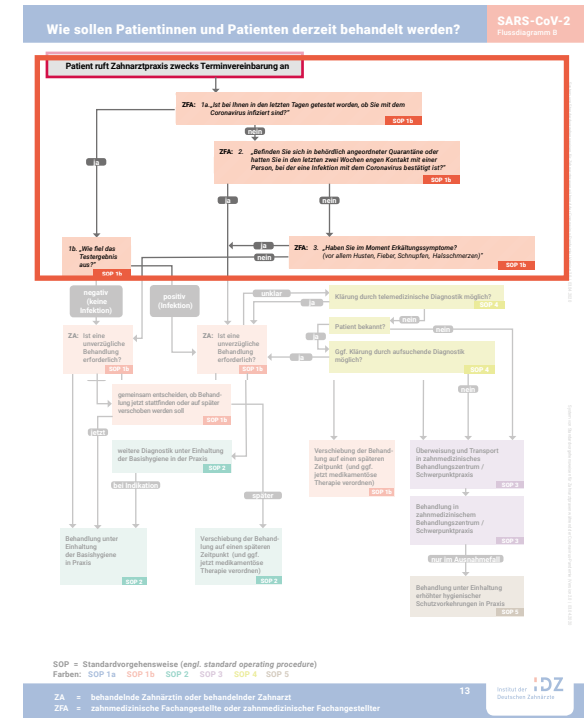 Wie sollen Patientinnen und Patienten derzeit behandelt werden?
SARS-CoV-2
Flussdiagramm B
Patient ruft Zahnarztpraxis zwecks Terminvereinbarung an
ZFA: 1a. „Ist bei Ihnen in den letzten Tagen getestet worden, ob Sie mit dem
Coronavirus infiziert sind?“
SOP 1b
nein
ZFA: 2. „Befinden Sie sich in behördlich angeordneter Quarantäne oder
hatten Sie in den letzten zwei Wochen engen Kontakt mit einer
Person, bei der eine Infektion mit dem Coronavirus bestätigt ist?“
SOP 1b
ja
ja
nein
1b. „Wie fiel das
Testergebnis
aus?“
SOP 1b
ja
nein
ZFA: 3. „Haben Sie im Moment Erkältungssymptome?
(vor allem Husten, Fieber, Schnupfen, Halsschmerzen)“
SOP 1b
negativ
(keine
Infektion)
positiv
(Infektion)
unklar
ja
Klärung durch telemedizinische Diagnostik möglich?
SOP 4
nein
Patient bekannt?
nein
ja
ZA: Ist eine
unverzügliche
Behandlung
erforderlich?
SOP 1b
ZA: Ist eine
unverzügliche
Behandlung
erforderlich?
SOP 1b
ja
Ggf. Klärung durch aufsuchende Diagnostik
möglich?
SOP 4
nein
gemeinsam entscheiden, ob Behand-
lung jetzt stattfinden oder auf später
verschoben werden soll
SOP 1b
jetzt
weitere Diagnostik unter Einhaltung
der Basishygiene in der Praxis
SOP 2
bei Indikation
später
Verschiebung der Behand-
lung auf einen späteren
Zeitpunkt (und ggf.
jetzt medikamentöse
Therapie verordnen)
SOP 1b
Überweisung und Transport
in zahnmedizinisches
Behandlungszentrum /
Schwerpunktpraxis
SOP 3
Behandlung in
zahnmedizinischem
Behandlungszentrum /
Schwerpunktpraxis
SOP 3
nur im Ausnahmefall
Behandlung unter
Einhaltung
der Basishygiene
in Praxis
SOP 2
Verschiebung der Behand-
lung auf einen späteren
Zeitpunkt (und ggf.
jetzt medikamentöse
Therapie verordnen)
SOP 2
Behandlung unter Einhaltung
erhöhter hygienischer
Schutzvorkehrungen in Praxis
SOP 5
SOP = Standardvorgehensweise (engl. standard operating procedure)
Farben: SOP 1a SOP 1b SOP 2 SOP 3 SOP 4 SOP 5
ZA = behandelnde Zahnärztin oder behandelnder Zahnarzt
ZFA = zahnmedizinische Fachangestellte oder zahnmedizinischer Fachangestellter
13
Institut der
Deutschen Zahnärzte
IDZ